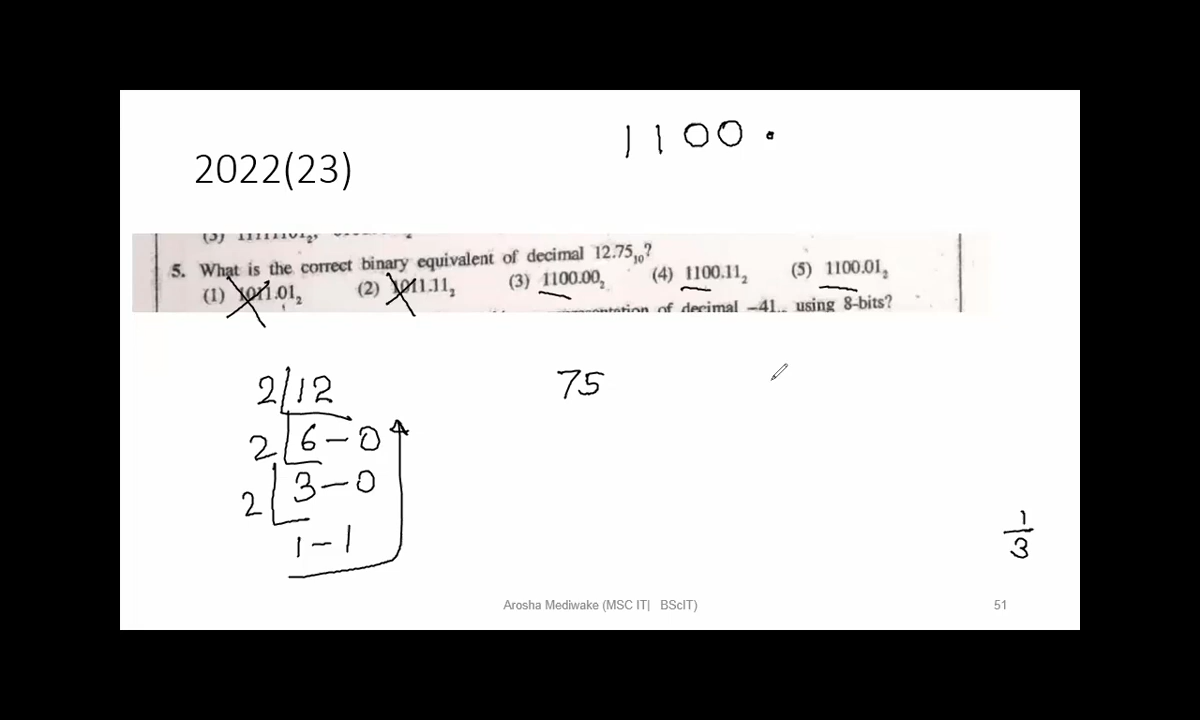 1100.
2022(23)
5. What is the correct binary equivalent of decimal 12.75₁₀?
(1) 1011.01₂ (2) 1011.11₂ (3) 1100.00₂ (4) 1100.11₂ (5) 1100.01₂
of decimal –41 using 8-bits?
2 12
2 6 – 0
2 3 – 0
1 – 1
75
1
3
Arosha Mediwake (MSC IT| BScIT)
51